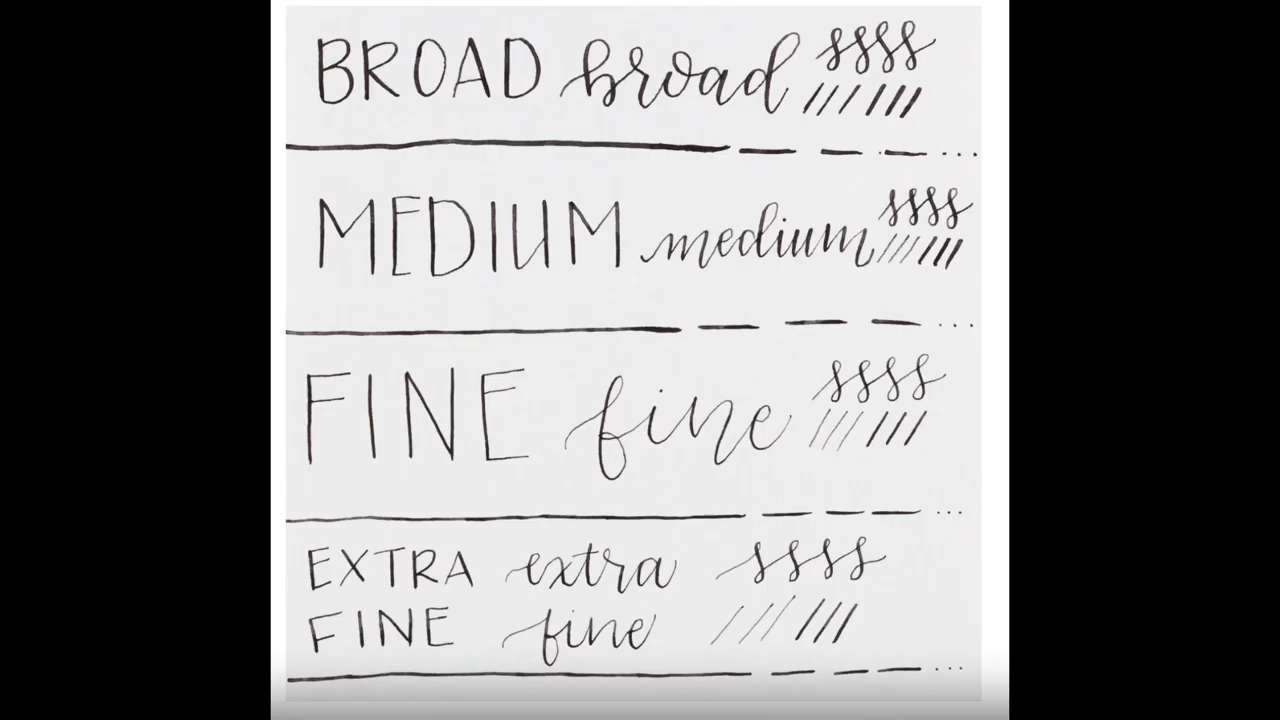 BROAD broad ssss
MEDIUM medium ssss
FINE fine ssss
EXTRA extra ssss
FINE fine